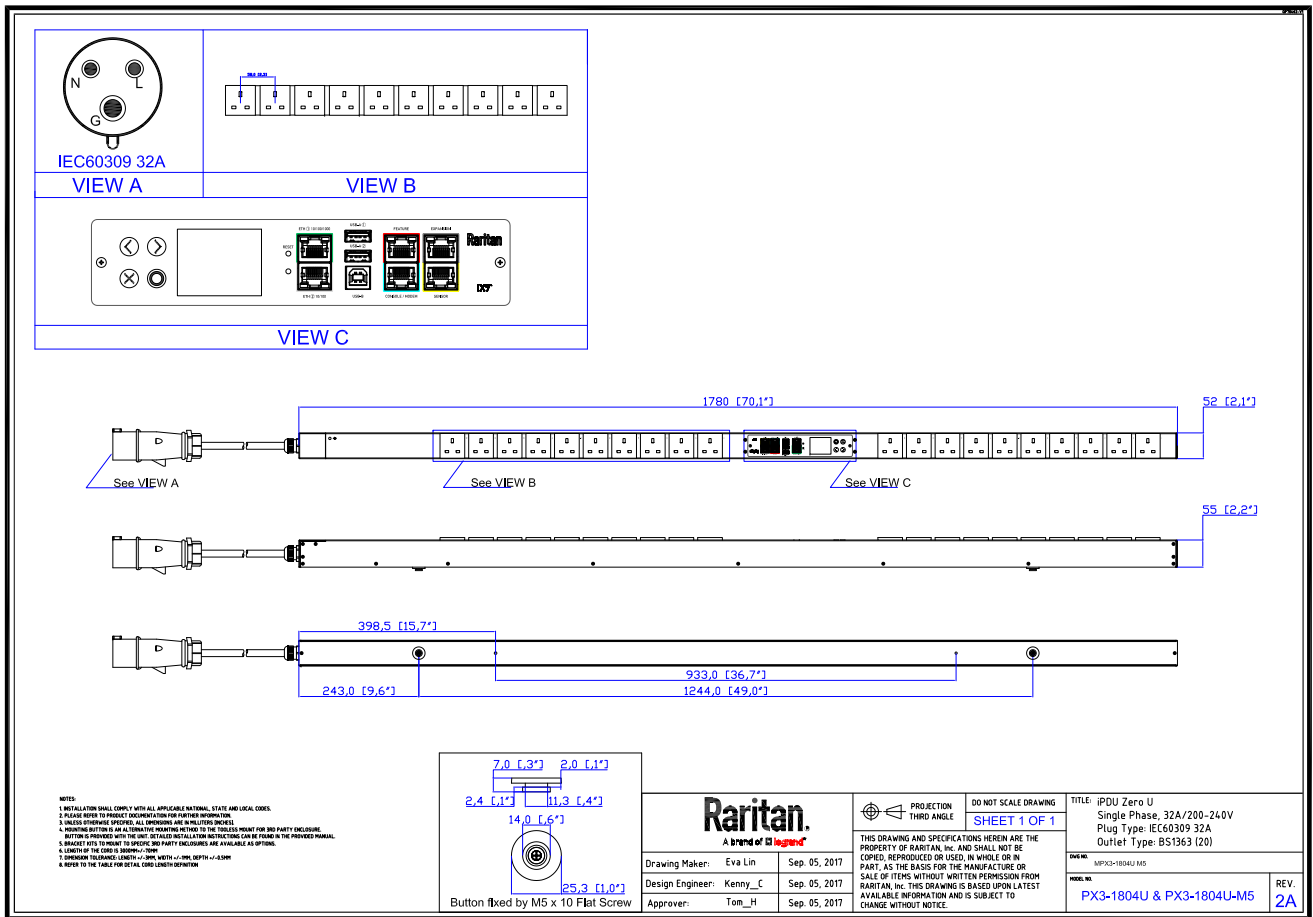 N
L
G
IEC60309 32A
VIEW A
VIEW B
ETH ① 10/100/1000
USB-A ①
FEATURE
EXPANSION
RESET
USB-A ②
Raritan
ETH ② 10/100
USB-B
CONSOLE / MODEM
SENSOR
VIEW C
1780 [70,1"]
52 [2,1"]
See VIEW A
See VIEW B
See VIEW C
55 [2,2"]
398,5 [15,7"]
933,0 [36,7"]
243,0 [9,6"]
1244,0 [49,0"]
7,0 [,3"]
2,0 [,1"]
2,4 [,1"]
11,3 [,4"]
14,0 [,6"]
25,3 [1,0"]
Button fixed by M5 x 10 Flat Screw
NOTES:
1. INSTALLATION SHALL COMPLY WITH ALL APPLICABLE NATIONAL, STATE AND LOCAL CODES.
2. PLEASE REFER TO PRODUCT DOCUMENTATION FOR FURTHER INFORMATION.
3. UNLESS OTHERWISE SPECIFIED, ALL DIMENSIONS ARE IN MILLITERS [INCHES].
4. MOUNTING BUTTON IS AN ALTERNATIVE MOUNTING METHOD TO THE TOOLESS MOUNT FOR 3RD PARTY ENCLOSURE.
BUTTON IS PROVIDED WITH THE UNIT. DETAILED INSTALLATION INSTRUCTIONS CAN BE FOUND IN THE PROVIDED MANUAL.
5. BRACKET KITS TO MOUNT TO SPECIFIC 3RD PARTY ENCLOSURES ARE AVAILABLE AS OPTIONS.
6. LENGTH OF THE CORD IS 3000MM+/-70MM
7. DIMENSION TOLERANCE: LENGTH +/-3MM, WIDTH +/-1MM, DEPTH +/-0.5MM
8. REFER TO THE TABLE FOR DETAIL CORD LENGTH DEFINITION
Raritan.
A brand of legrand
Drawing Maker: Eva Lin Sep. 05, 2017
Design Engineer: Kenny_C Sep. 05, 2017
Approver: Tom_H Sep. 05, 2017
PROJECTION
THIRD ANGLE
DO NOT SCALE DRAWING
SHEET 1 OF 1
THIS DRAWING AND SPECIFICATIONS HEREIN ARE THE
PROPERTY OF RARITAN, Inc. AND SHALL NOT BE
COPIED, REPRODUCED OR USED, IN WHOLE OR IN
PART, AS THE BASIS FOR THE MANUFACTURE OR
SALE OF ITEMS WITHOUT WRITTEN PERMISSION FROM
RARITAN, Inc. THIS DRAWING IS BASED UPON LATEST
AVAILABLE INFORMATION AND IS SUBJECT TO
CHANGE WITHOUT NOTICE.
TITLE: iPDU Zero U
Single Phase, 32A/200-240V
Plug Type: IEC60309 32A
Outlet Type: BS1363 (20)
DWG NO.
MPX3-1804U M5
MODEL NO.
PX3-1804U & PX3-1804U-M5
REV.
2A